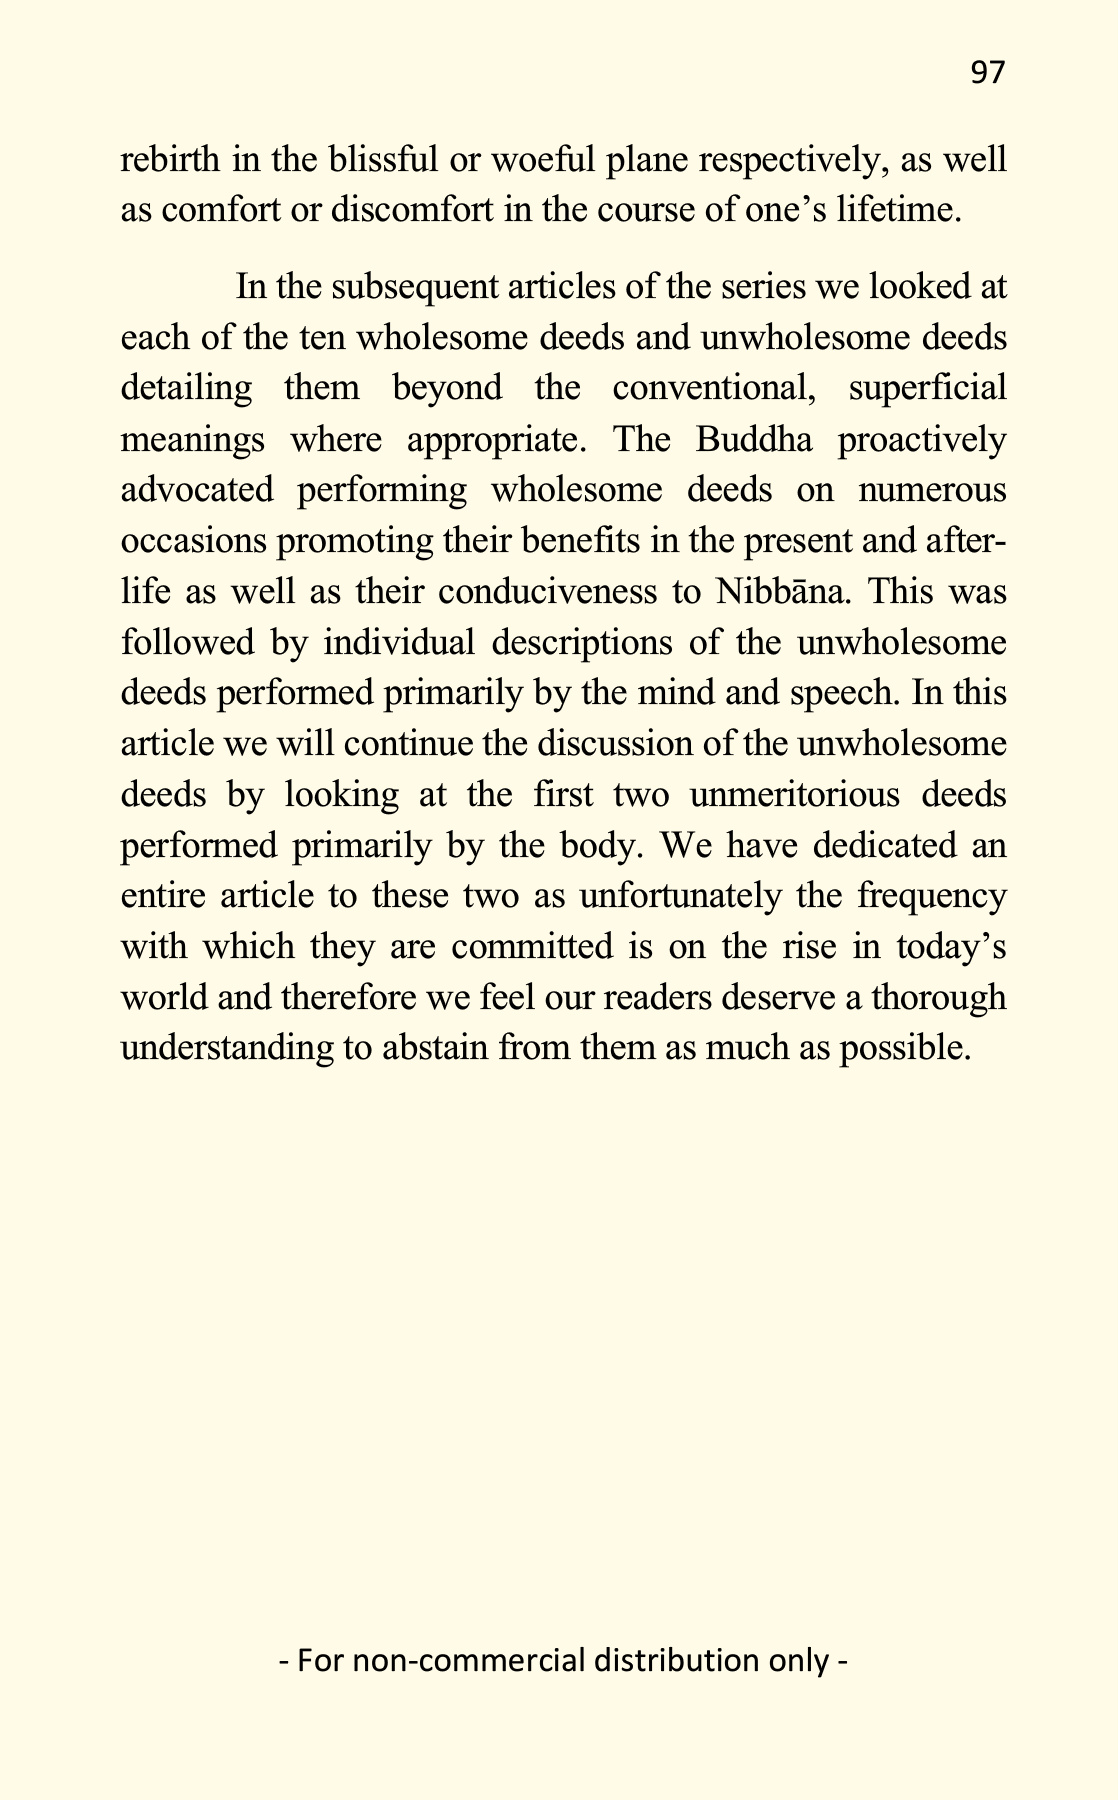 97
rebirth in the blissful or woeful plane respectively, as well
as comfort or discomfort in the course of one’s lifetime.
In the subsequent articles of the series we looked at
each of the ten wholesome deeds and unwholesome deeds
detailing them beyond the conventional, superficial
meanings where appropriate. The Buddha proactively
advocated performing wholesome deeds on numerous
occasions promoting their benefits in the present and after-
life as well as their conduciveness to Nibbāna. This was
followed by individual descriptions of the unwholesome
deeds performed primarily by the mind and speech. In this
article we will continue the discussion of the unwholesome
deeds by looking at the first two unmeritorious deeds
performed primarily by the body. We have dedicated an
entire article to these two as unfortunately the frequency
with which they are committed is on the rise in today’s
world and therefore we feel our readers deserve a thorough
understanding to abstain from them as much as possible.
- For non-commercial distribution only -